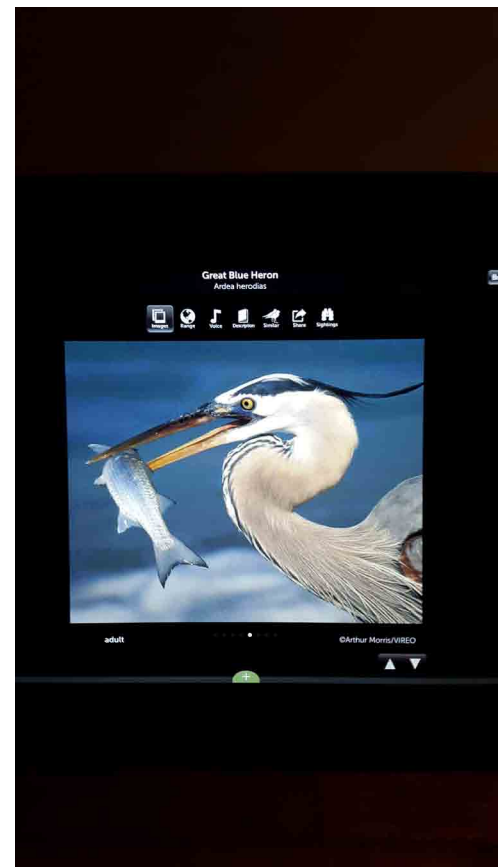 Great Blue Heron
Ardea herodias
Images Range Voice Description Similar Share Sightings
adult
©Arthur Morris/VIREO